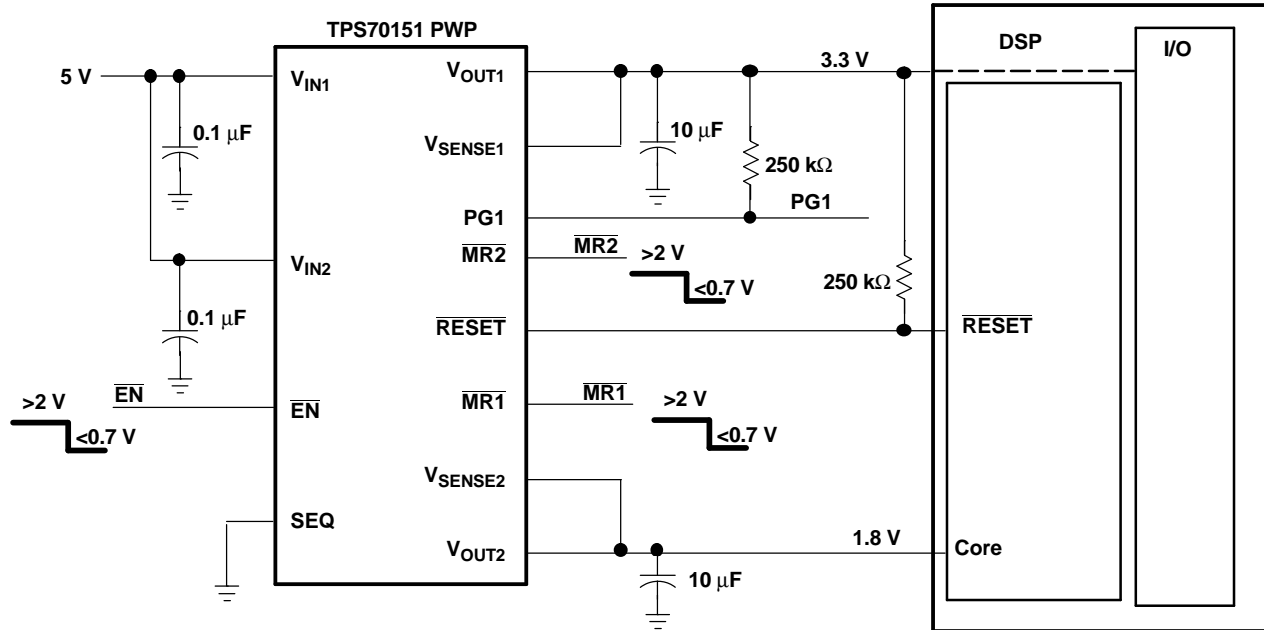 TPS70151 PWP
DSP
I/O
5 V
VIN1
VOUT1
3.3 V
0.1 μF
VSENSE1
10 μF
250 kΩ
PG1
PG1
MR2
MR2
>2 V
<0.7 V
VIN2
250 kΩ
0.1 μF
RESET
RESET
EN
EN
>2 V
<0.7 V
MR1
MR1
>2 V
<0.7 V
VSENSE2
SEQ
VOUT2
1.8 V
Core
10 μF